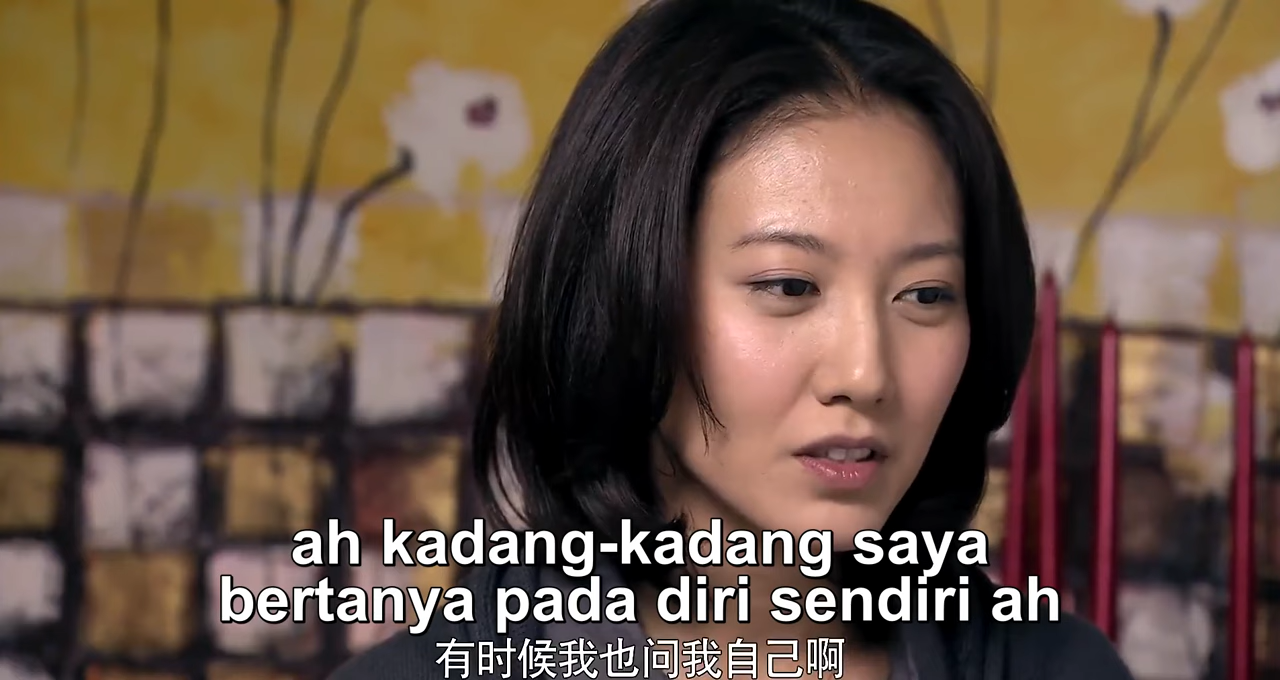 ah kadang-kadang saya
bertanya pada diri sendiri ah
有时候我也问我自己啊